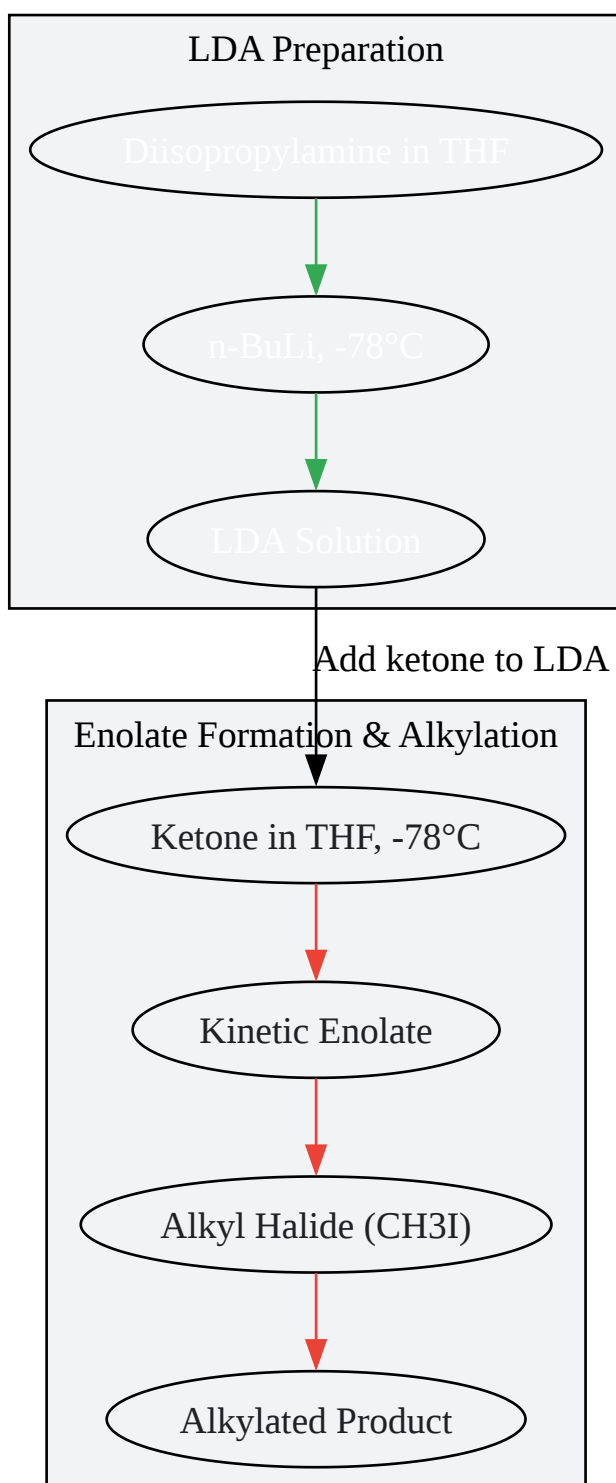 LDA Preparation
Diisopropylamine in THF
n-BuLi, -78°C
LDA Solution
Add ketone to LDA
Enolate Formation & Alkylation
Ketone in THF, -78°C
Kinetic Enolate
Alkyl Halide (CH3I)
Alkylated Product